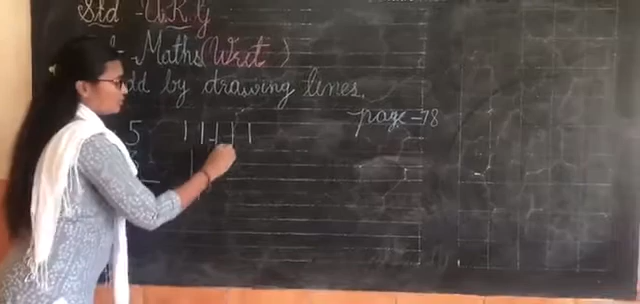 Std - U.K.G
Maths (Writ )
dd by drawing lines.
page - 78
5 | | | | |